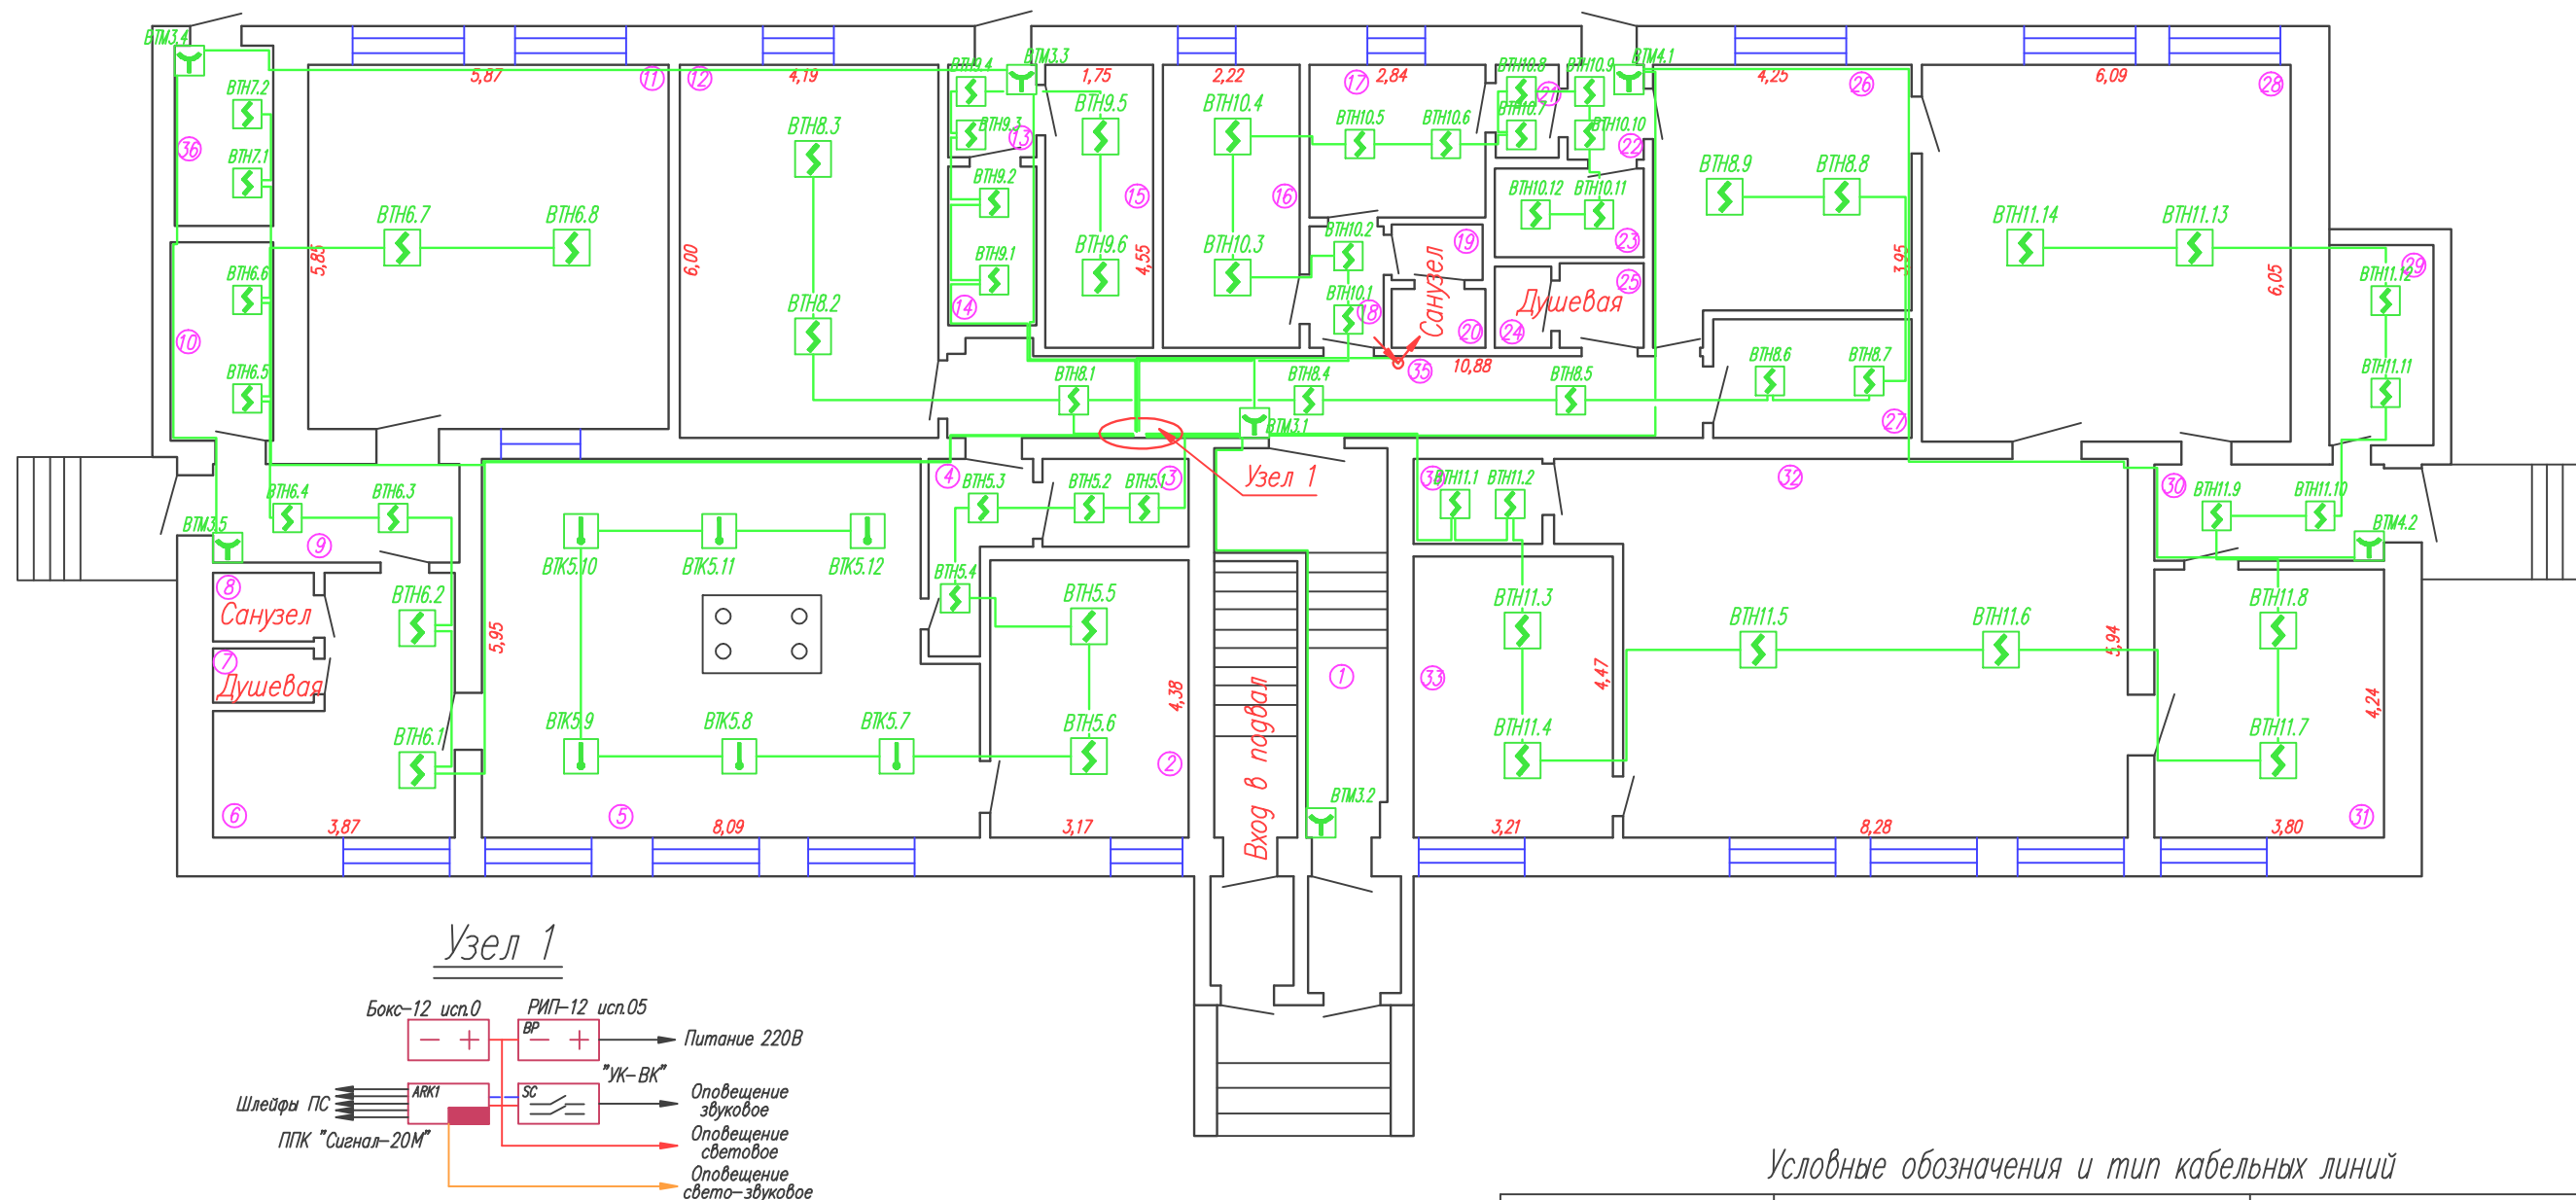 ВТМ3.4
ВТН7.2
36
ВТН7.1
5,87
11
12
4,19
ВТН9.4
ВТМ3.3
ВТН9.3
13
1,75
2,22
17
2,84
ВТН10.8
21
ВТН10.9
ВТМ4.1
4,25
26
6,09
28
ВТН8.3
ВТН9.5
ВТН10.4
ВТН10.5
ВТН10.6
ВТН10.7
ВТН10.10
22
ВТН8.9
ВТН8.8
ВТН9.2
15
16
ВТН10.12
ВТН10.11
ВТН6.7
ВТН6.8
ВТН11.14
ВТН11.13
5,85
6,00
ВТН9.1
ВТН9.6
4,55
ВТН10.3
ВТН10.2
19
Санузел
23
3,95
6,05
29
ВТН11.12
ВТН6.6
10
ВТН8.2
14
ВТН10.1
18
20
24
Душевая
25
ВТН6.5
ВТН8.1
ВТН8.4
35
10,88
ВТН8.5
ВТН8.6
ВТН8.7
27
ВТН11.11
ВТМ3.1
Узел 1
ВТН6.4
ВТН6.3
ВТМ3.5
9
4
ВТН5.3
ВТН5.2
ВТН5.1
3
ВТН11.1
ВТН11.2
32
30
ВТН11.9
ВТН11.10
ВТМ4.2
8
Санузел
7
Душевая
ВТН6.2
ВТК5.10
ВТК5.11
ВТК5.12
ВТН5.4
ВТН5.5
ВТН11.3
ВТН11.5
ВТН11.6
ВТН11.8
5,95
4,38
1
33
4,47
5,94
4,24
ВТН6.1
ВТК5.9
ВТК5.8
ВТК5.7
ВТН5.6
2
Вход в подвал
ВТМ3.2
ВТН11.4
ВТН11.7
6
3,87
5
8,09
3,17
3,21
8,28
3,80
31
Узел 1
Бокс-12 исп.0
РИП-12 исп.05
ВР
Питание 220В
"УК-ВК"
Шлейфы ПС
ARK1
SC
Оповещение
звуковое
ППК "Сигнал-20М"
Оповещение
световое
Оповещение
свето-звуковое
Условные обозначения и тип кабельных линий